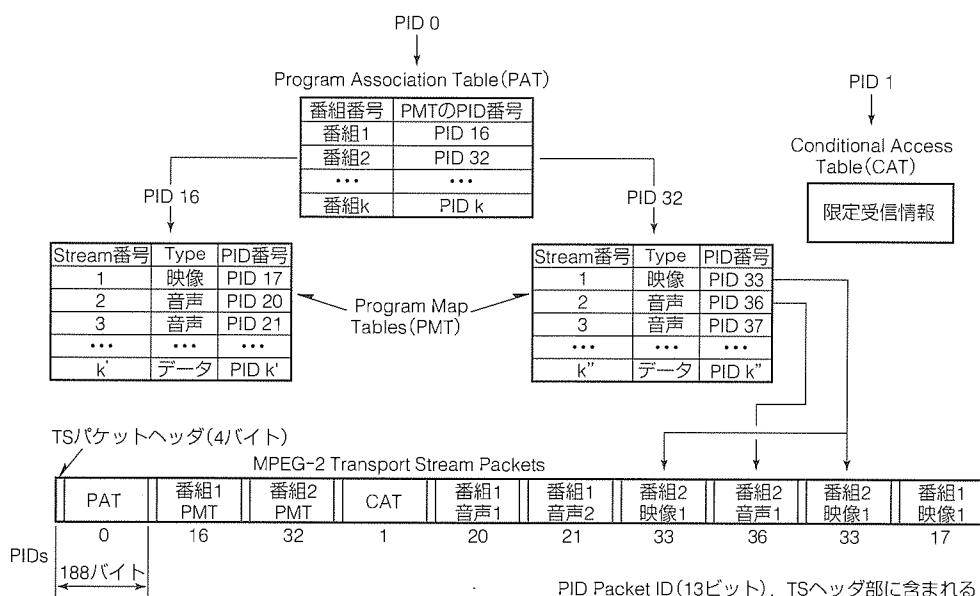 PID 0
Program Association Table(PAT)
番組番号 PMTのPID番号
番組1 PID 16
番組2 PID 32
… …
番組k PID k
PID 1
Conditional Access
Table(CAT)
限定受信情報
PID 16
PID 32
Stream番号 Type PID番号
1 映像 PID 17
2 音声 PID 20
3 音声 PID 21
… … …
k' データ PID k'
Program Map
Tables(PMT)
Stream番号 Type PID番号
1 映像 PID 33
2 音声 PID 36
3 音声 PID 37
… … …
k" データ PID k"
TSパケットヘッダ(4バイト)
MPEG-2 Transport Stream Packets
PAT 番組1 PMT 番組2 PMT CAT 番組1 音声1 番組1 音声2 番組2 映像1 番組2 音声1 番組2 映像1 番組1 映像1
PIDs 0 16 32 1 20 21 33 36 33 17
188バイト
PID Packet ID(13ビット), TSヘッダ部に含まれる